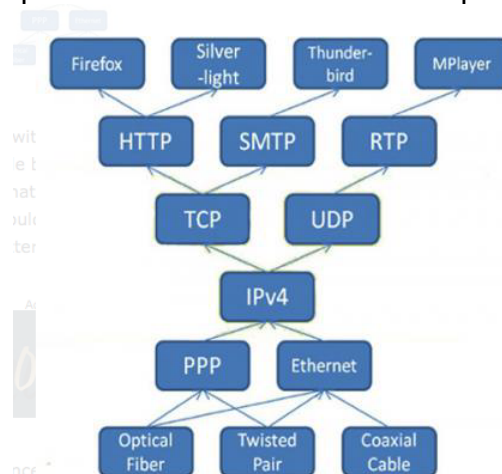 Firefox
Silver
-light
Thunder-
bird
MPlayer
HTTP
SMTP
RTP
TCP
UDP
IPv4
PPP
Ethernet
Optical
Fiber
Twisted
Pair
Coaxial
Cable